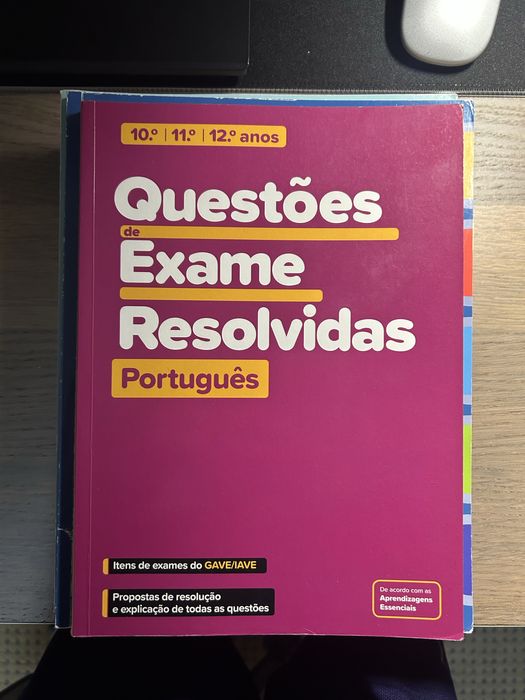 10.º | 11.º | 12.º anos
Questões
de
Exame
Resolvidas
Português
Itens de exames do GAVE/IAVE
Propostas de resolução
e explicação de todas as questões
De acordo com as
Aprendizagens
Essenciais